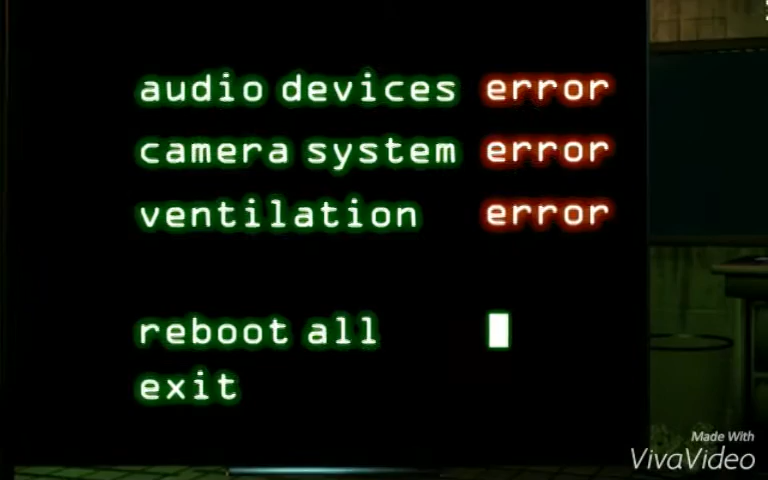 audio devices error
camera system error
ventilation error
reboot all
exit
Made With
VivaVideo